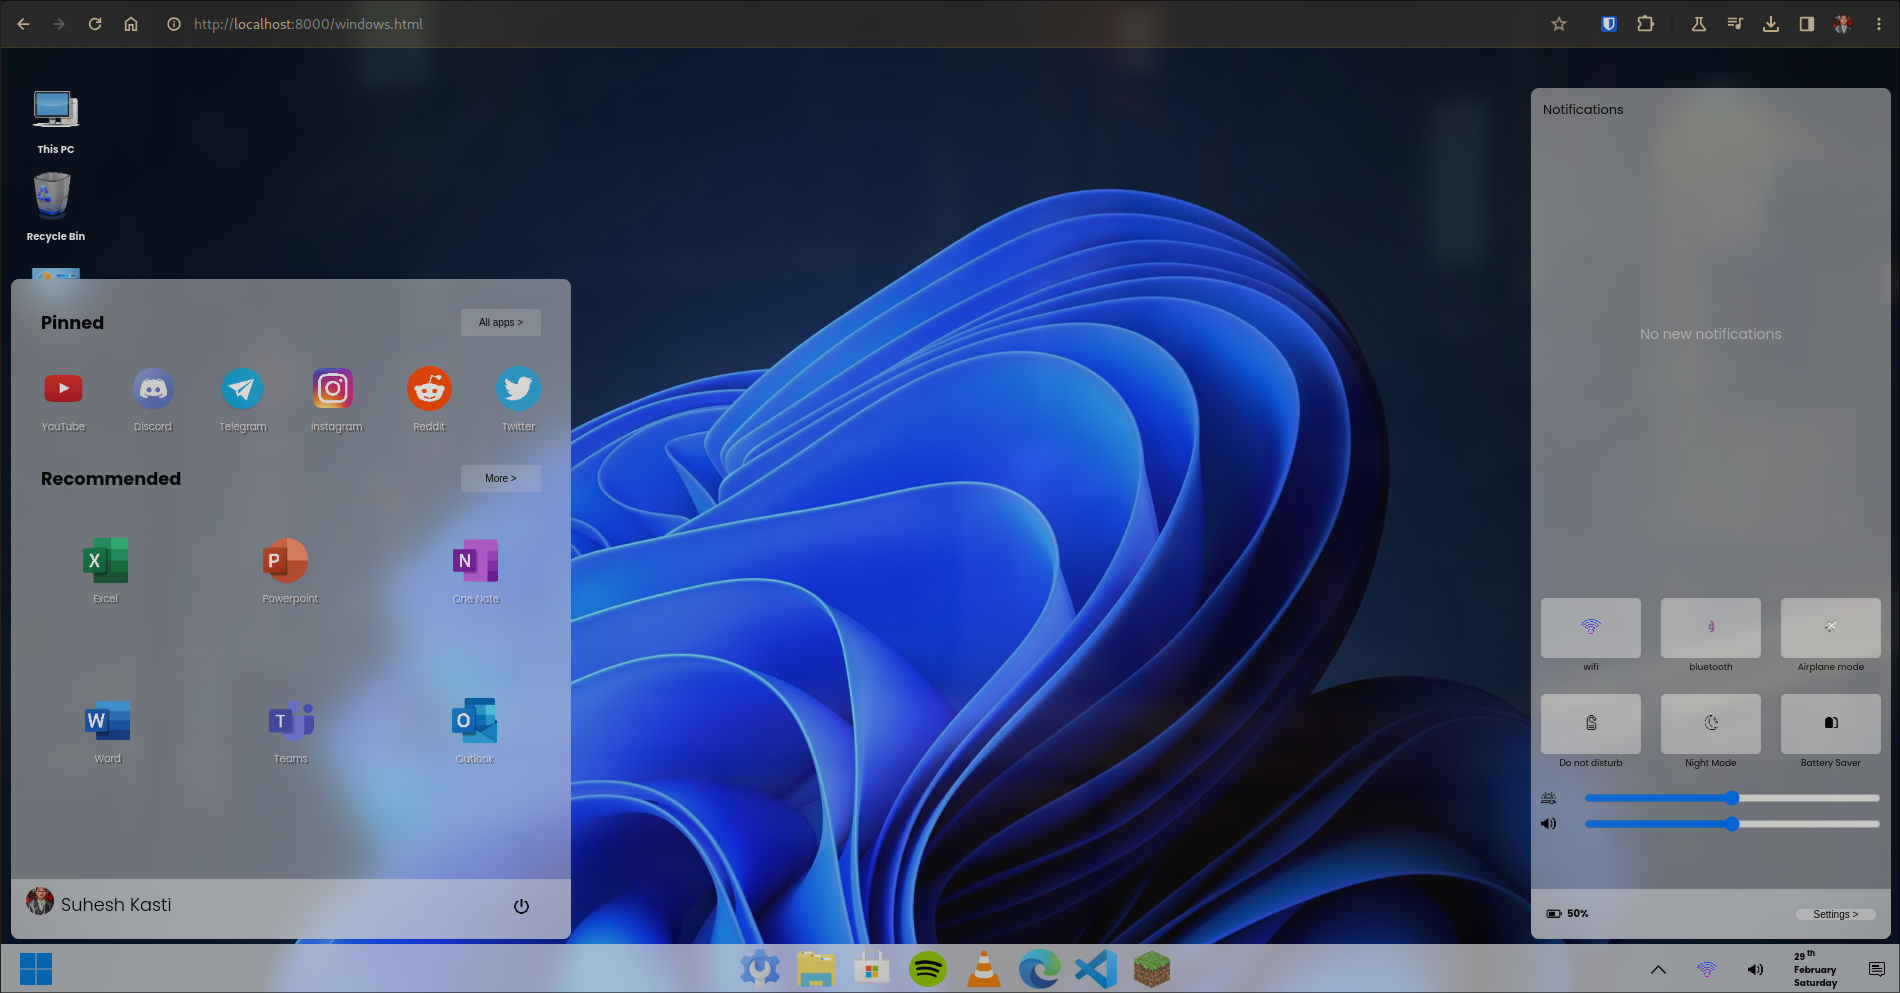 http://localhost:8000/windows.html
This PC
Recycle Bin
Pinned
All apps >
YouTube
Discord
Telegram
Instagram
Reddit
Twitter
Recommended
More >
X
Excel
P
Powerpoint
N
One Note
W
Word
T
Teams
O
Outlook
Suhesh Kasti
Notifications
No new notifications
wifi
bluetooth
Airplane mode
Do not disturb
Night Mode
Battery Saver
50%
Settings >
29th
February
Saturday